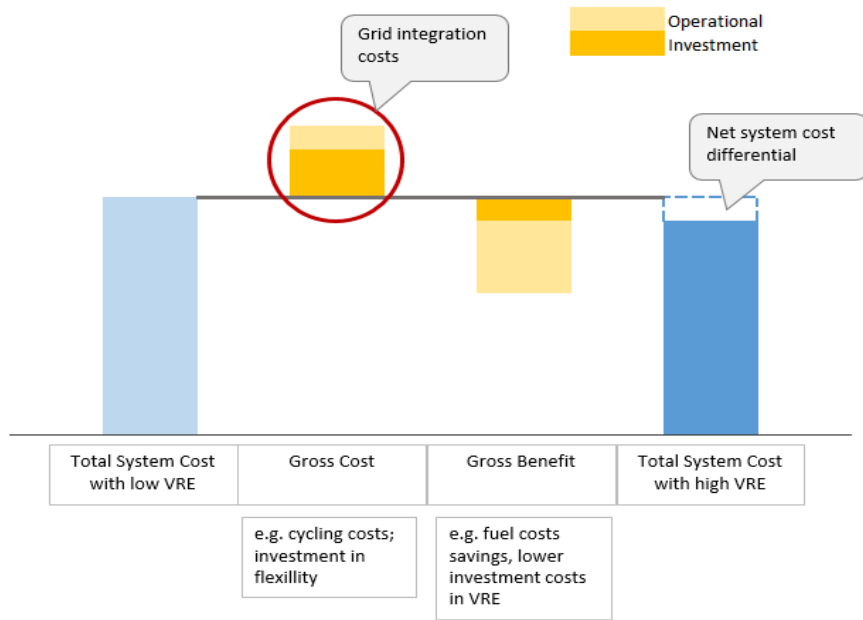 Operational
Investment
Grid integration
costs
Net system cost
differential
Total System Cost
with low VRE
Gross Cost
Gross Benefit
Total System Cost
with high VRE
e.g. cycling costs;
investment in
flexillity
e.g. fuel costs
savings, lower
investment costs
in VRE